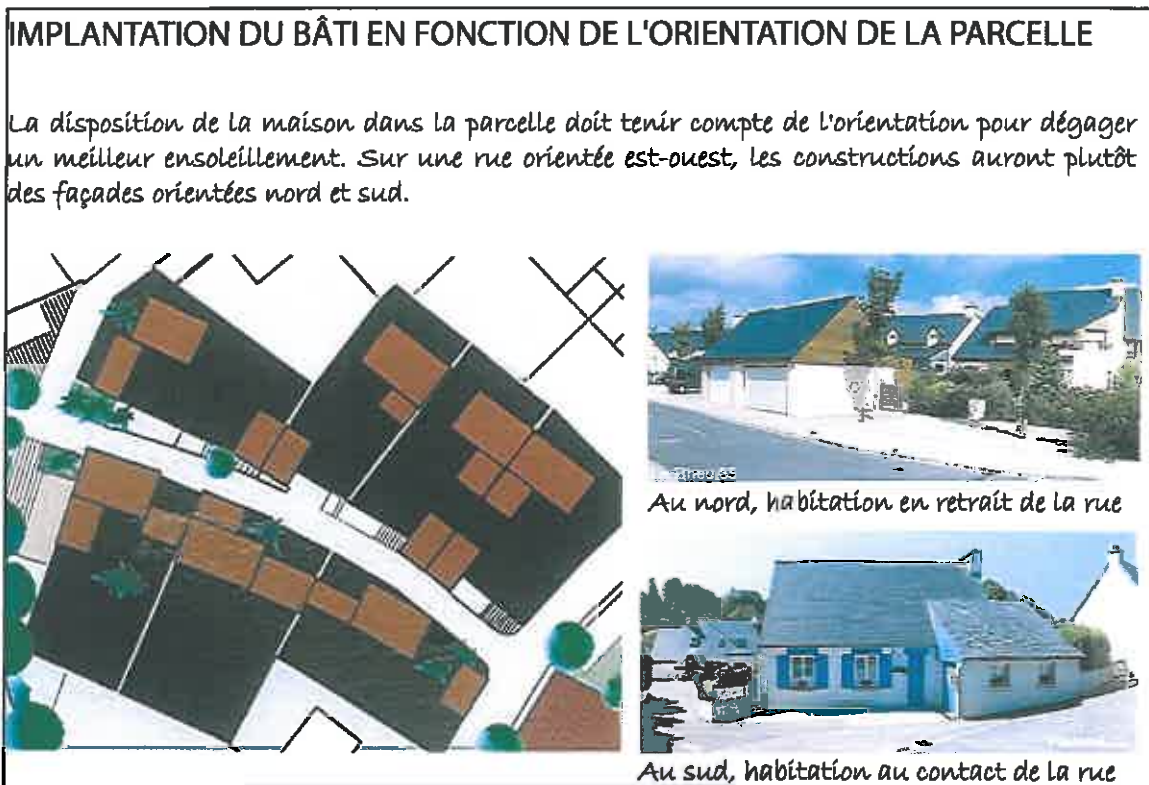 IMPLANTATION DU BÂTI EN FONCTION DE L'ORIENTATION DE LA PARCELLE
La disposition de la maison dans la parcelle doit tenir compte de l'orientation pour dégager
un meilleur ensoleillement. Sur une rue orientée est-ouest, les constructions auront plutôt
des façades orientées nord et sud.
Au nord, habitation en retrait de la rue
Au sud, habitation au contact de la rue